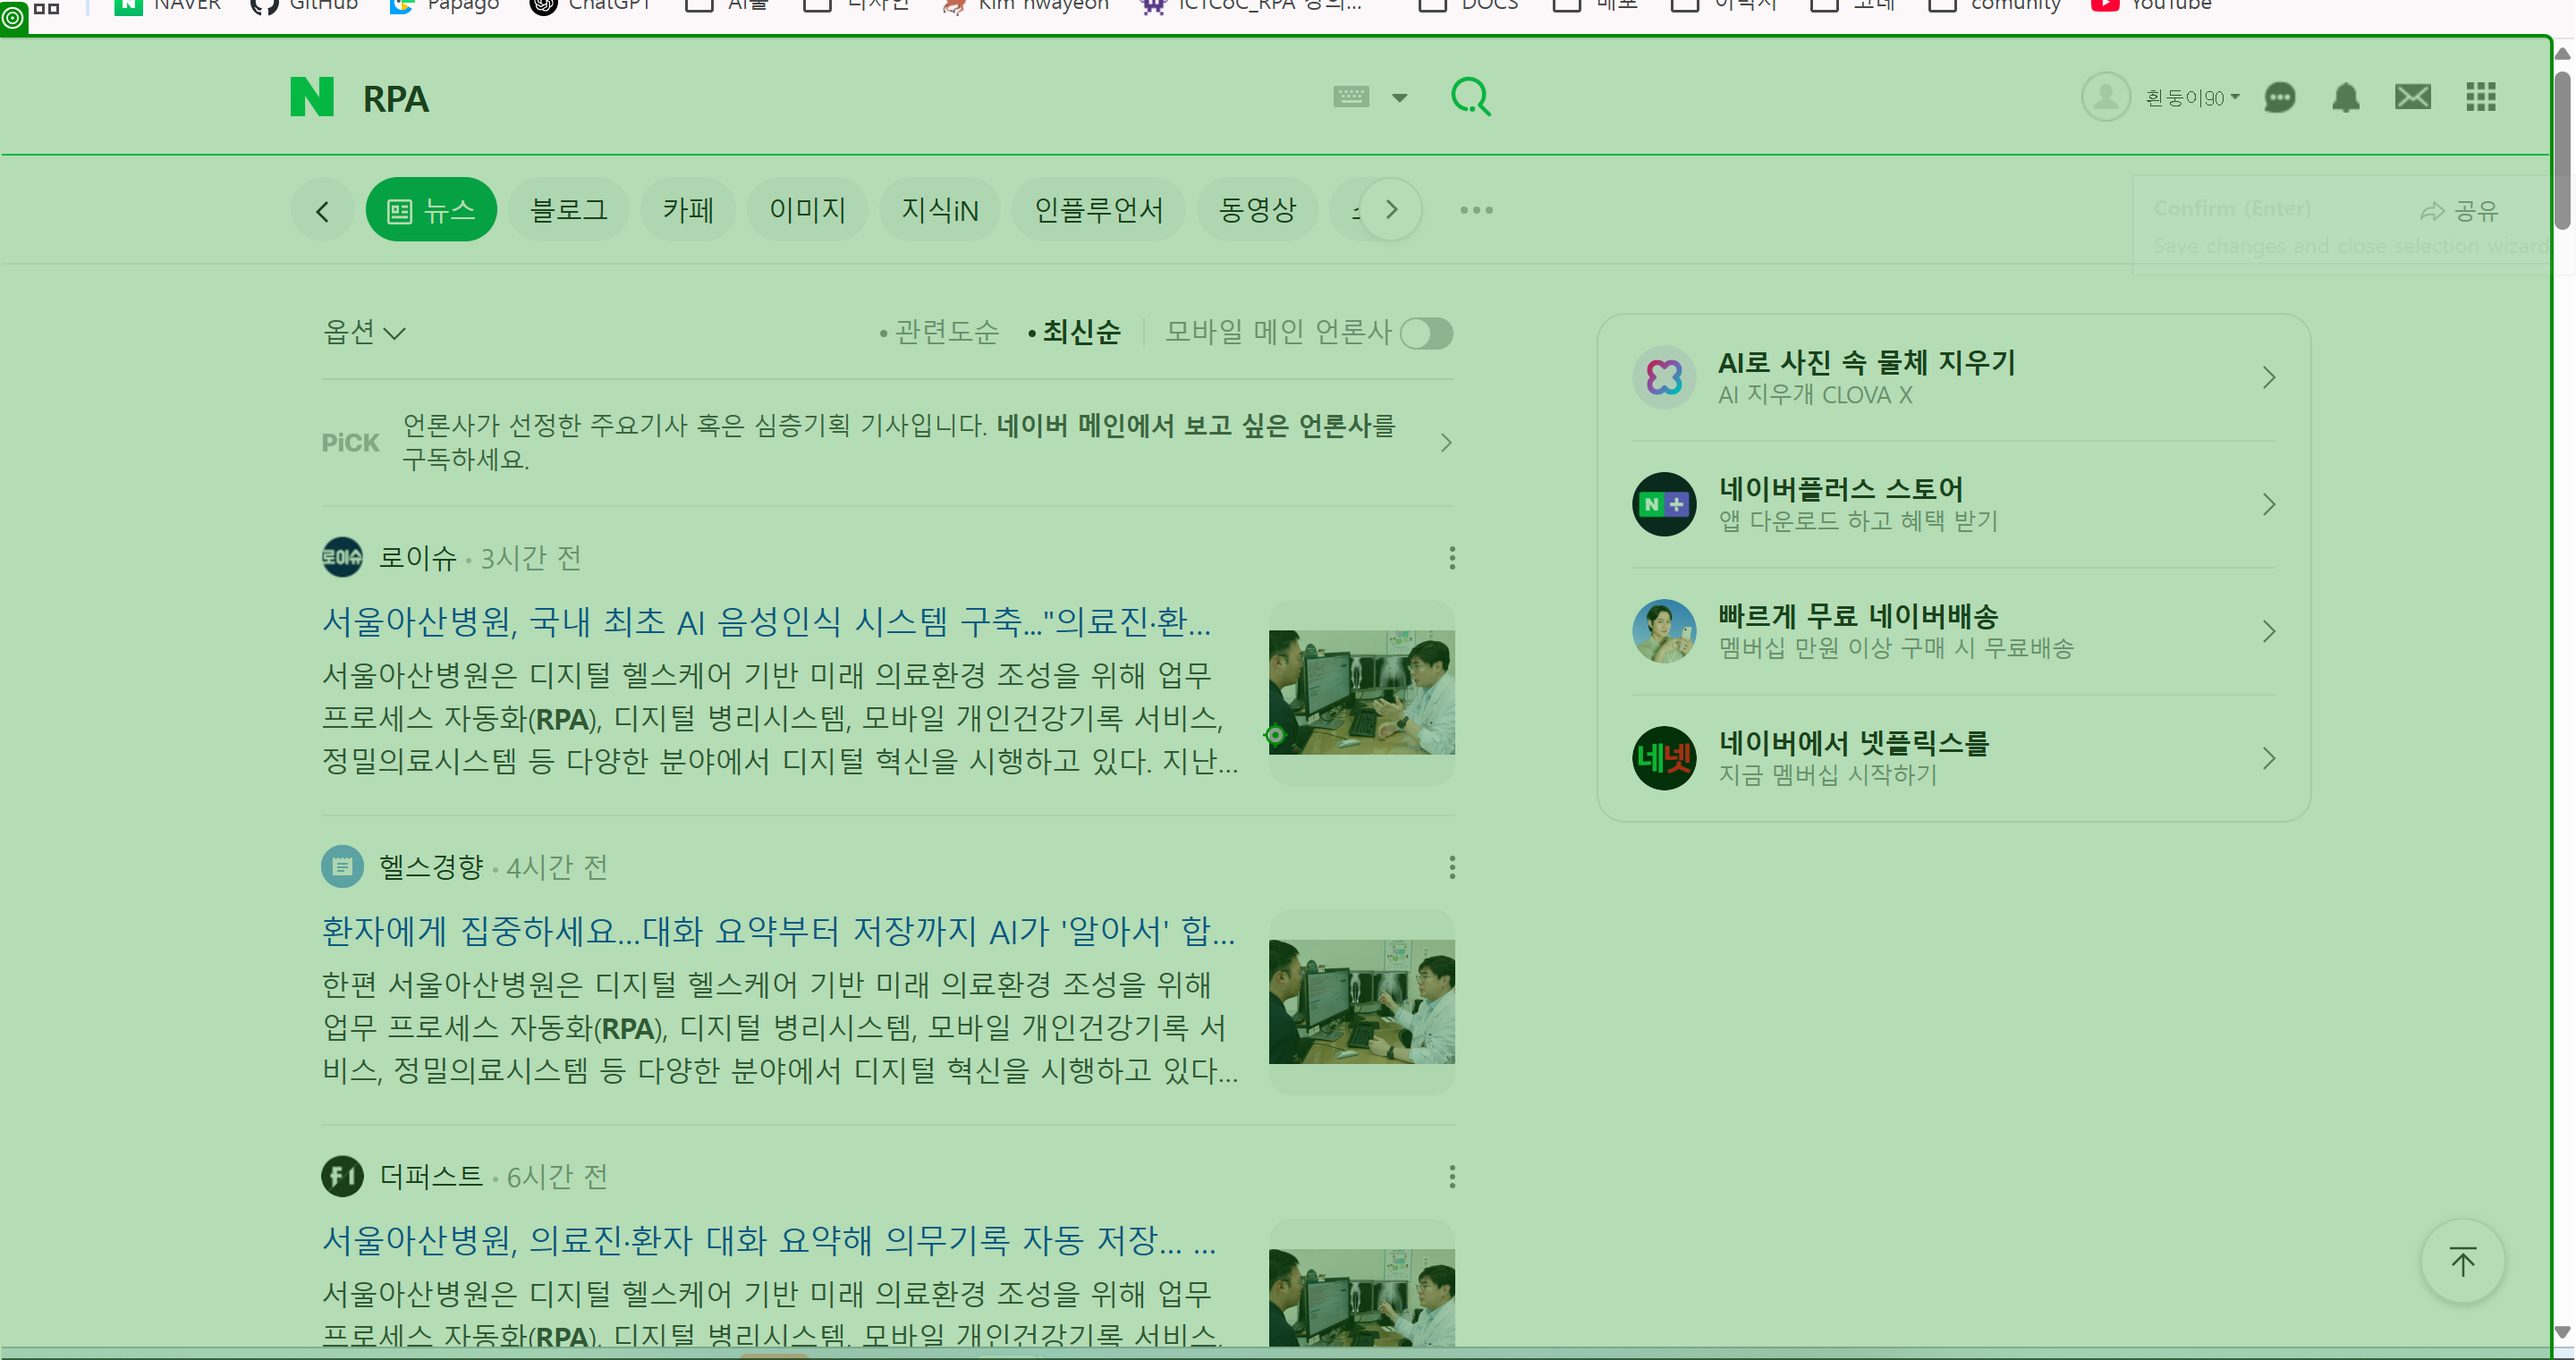 NAVER GitHub Papago ChatGPT AI툴 디자인 Kim hwayeon ICTCoC_RPA DOCS 배포 comunity YouTube
RPA
흰둥이90
뉴스 블로그 카페 이미지 지식iN 인플루언서 동영상
Confirm (Enter)
공유
Save changes and close selection wizard
옵션 • 관련도순 • 최신순 모바일 메인 언론사
PiCK 언론사가 선정한 주요기사 혹은 심층기획 기사입니다. 네이버 메인에서 보고 싶은 언론사를
구독하세요.
로이슈
로이슈 • 3시간 전
서울아산병원, 국내 최초 AI 음성인식 시스템 구축..."의료진·환...
서울아산병원은 디지털 헬스케어 기반 미래 의료환경 조성을 위해 업무
프로세스 자동화(RPA), 디지털 병리시스템, 모바일 개인건강기록 서비스,
정밀의료시스템 등 다양한 분야에서 디지털 혁신을 시행하고 있다. 지난...
헬스경향 • 4시간 전
환자에게 집중하세요...대화 요약부터 저장까지 AI가 '알아서' 합...
한편 서울아산병원은 디지털 헬스케어 기반 미래 의료환경 조성을 위해
업무 프로세스 자동화(RPA), 디지털 병리시스템, 모바일 개인건강기록 서
비스, 정밀의료시스템 등 다양한 분야에서 디지털 혁신을 시행하고 있다...
더퍼스트 • 6시간 전
서울아산병원, 의료진·환자 대화 요약해 의무기록 자동 저장... ...
서울아산병원은 디지털 헬스케어 기반 미래 의료환경 조성을 위해 업무
프로세스 자동화(RPA), 디지털 병리시스템, 모바일 개인건강기록 서비스,
AI로 사진 속 물체 지우기
AI 지우개 CLOVA X
네이버플러스 스토어
앱 다운로드 하고 혜택 받기
빠르게 무료 네이버배송
멤버십 만원 이상 구매 시 무료배송
네넷
네이버에서 넷플릭스를
지금 멤버십 시작하기